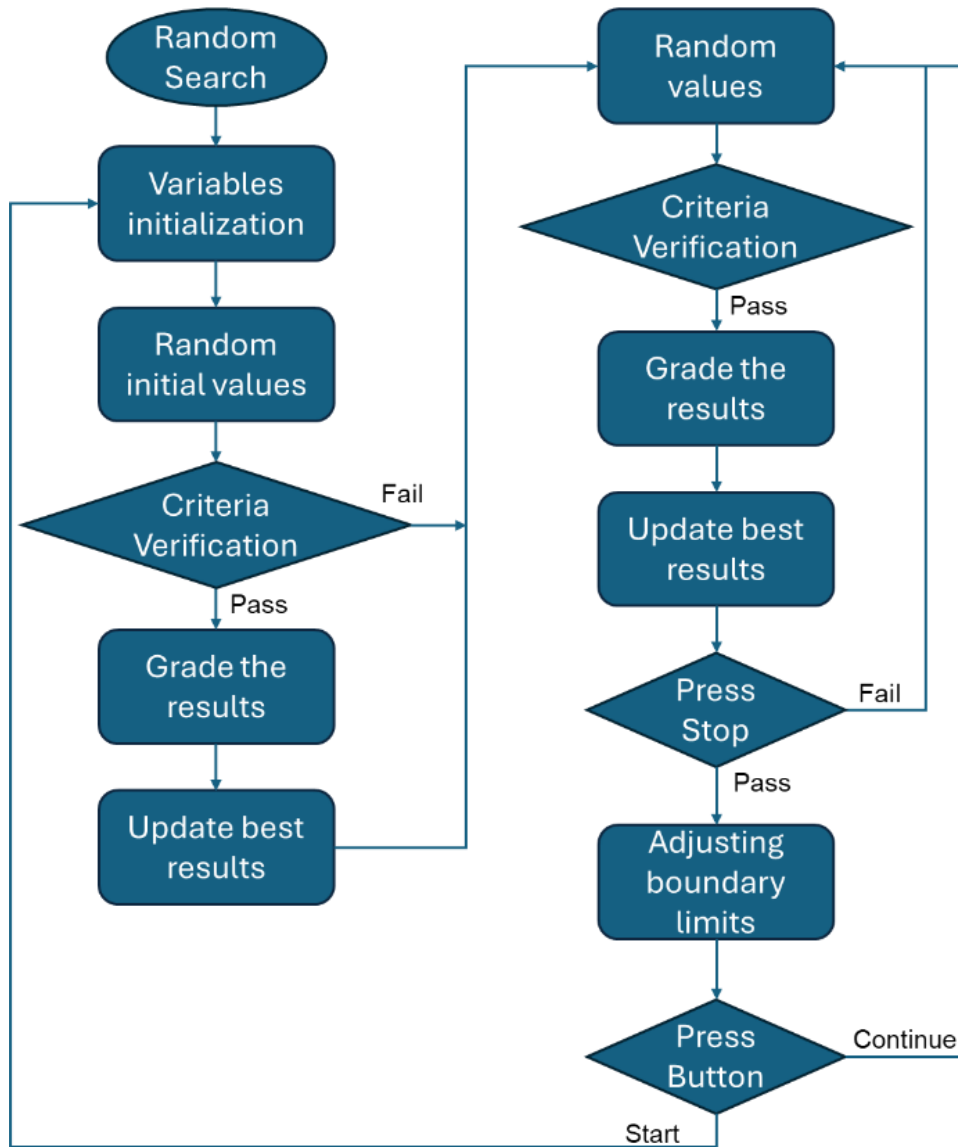 Random
Search
Variables
initialization
Random
initial values
Criteria
Verification
Fail
Pass
Grade the
results
Update best
results
Random
values
Criteria
Verification
Pass
Grade the
results
Update best
results
Press
Stop
Fail
Pass
Adjusting
boundary
limits
Press
Button
Continue
Start